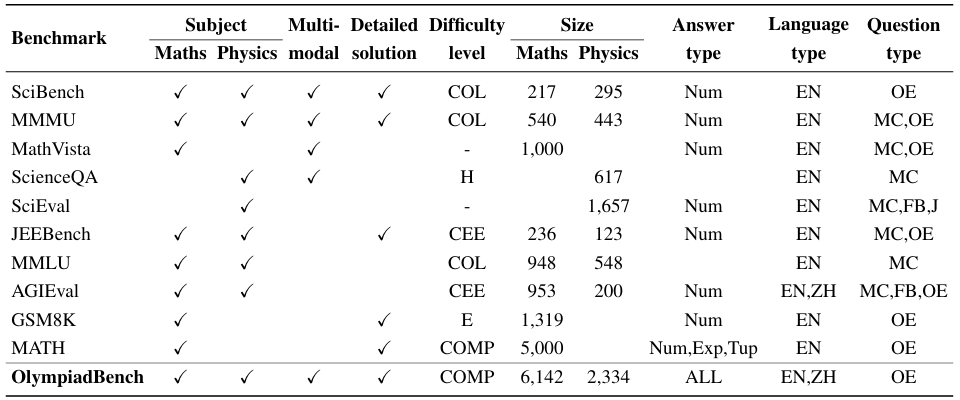 Benchmark Subject Multi- Detailed Difficulty Size Answer Language Question
Maths Physics modal solution level Maths Physics type type type
SciBench ✓ ✓ ✓ ✓ COL 217 295 Num EN OE
MMMU ✓ ✓ ✓ ✓ COL 540 443 Num EN MC,OE
MathVista ✓ ✓ - 1,000 Num EN MC,OE
ScienceQA ✓ ✓ H 617 EN MC
SciEval ✓ - 1,657 Num EN MC,FB,J
JEEBench ✓ ✓ ✓ CEE 236 123 Num EN MC,OE
MMLU ✓ ✓ COL 948 548 EN MC
AGIEval ✓ ✓ CEE 953 200 Num EN,ZH MC,FB,OE
GSM8K ✓ ✓ E 1,319 Num EN OE
MATH ✓ ✓ COMP 5,000 Num,Exp,Tup EN OE
OlympiadBench ✓ ✓ ✓ ✓ COMP 6,142 2,334 ALL EN,ZH OE